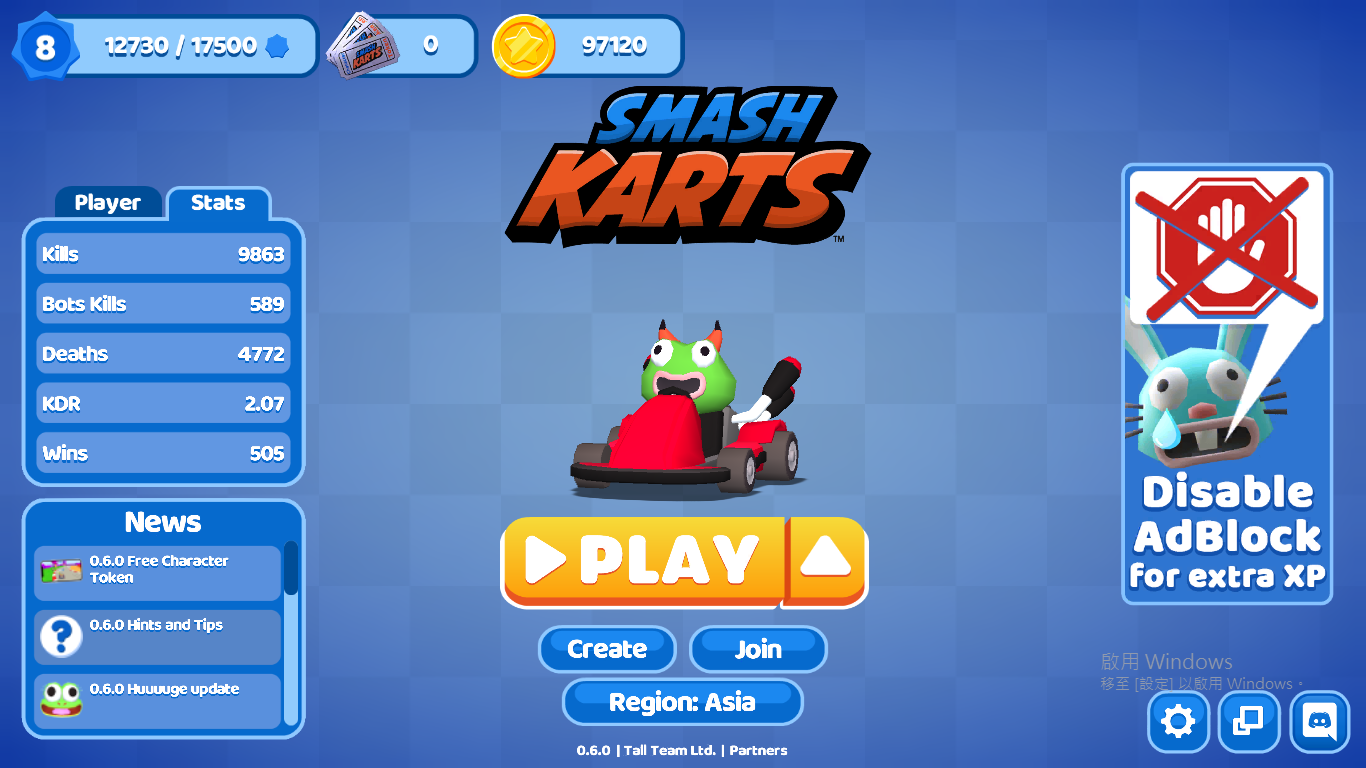 8
12730 / 17500
0
97120
SMASH
KARTS
TM
Player
Stats
Kills 9863
Bots Kills 589
Deaths 4772
KDR 2.07
Wins 505
News
0.6.0 Free Character
Token
0.6.0 Hints and Tips
0.6.0 Huuuuge update
PLAY
Create
Join
Region: Asia
0.6.0 | Tall Team Ltd. | Partners
Disable
AdBlock
for extra XP
啟用 Windows
移至 [設定] 以啟用 Windows。